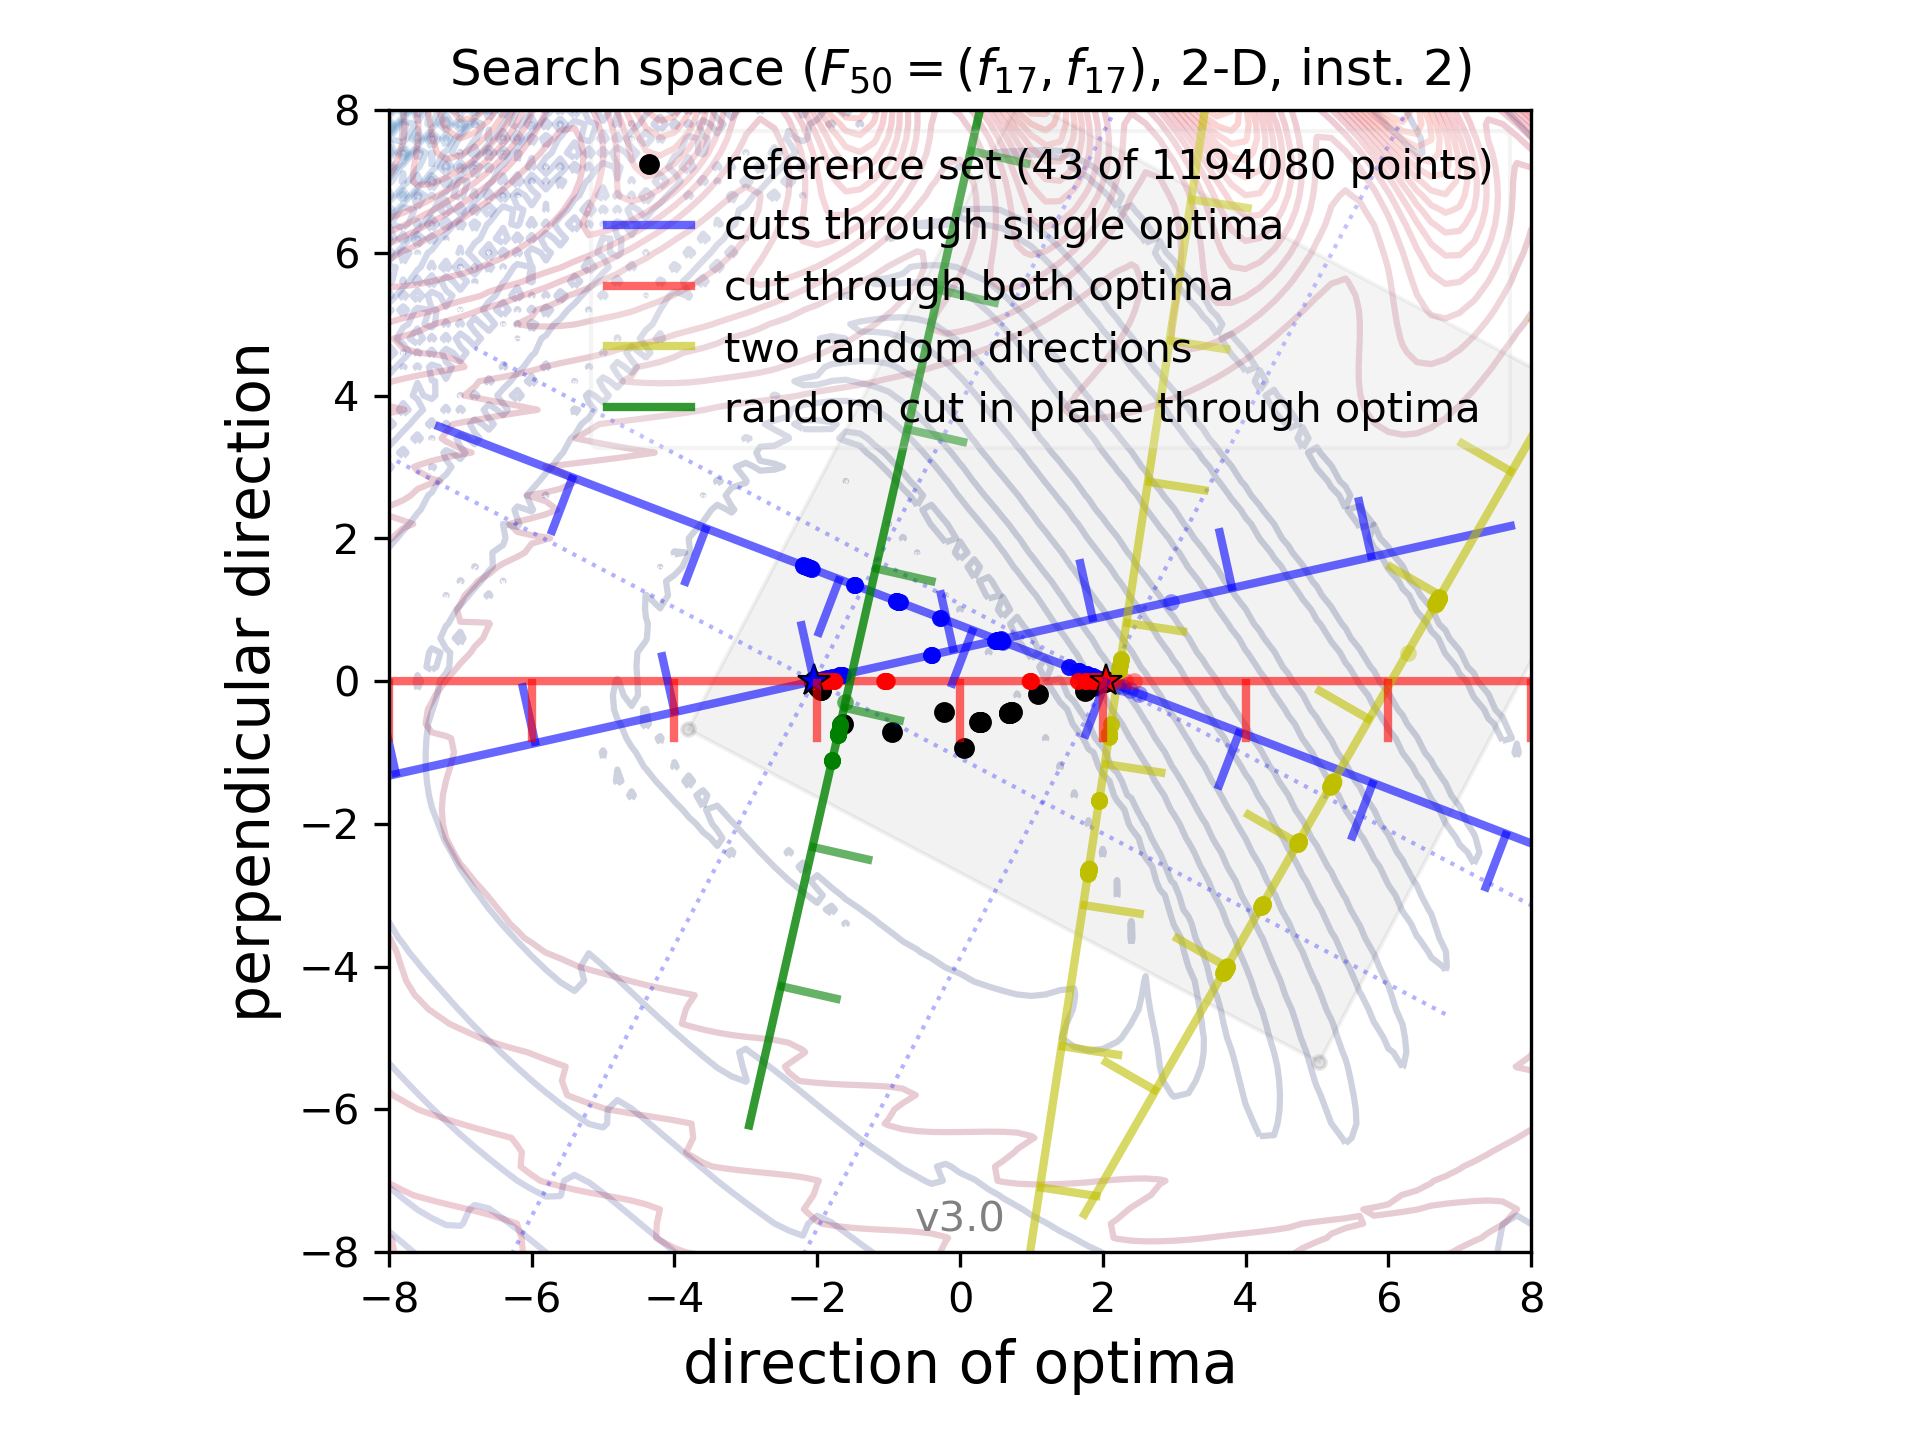 Search space (F50 = (f17, f17), 2-D, inst. 2)
reference set (43 of 1194080 points)
cuts through single optima
cut through both optima
two random directions
random cut in plane through optima
perpendicular direction
8
6
4
2
0
−2
−4
−6
−8
v3.0
−8 −6 −4 −2 0 2 4 6 8
direction of optima